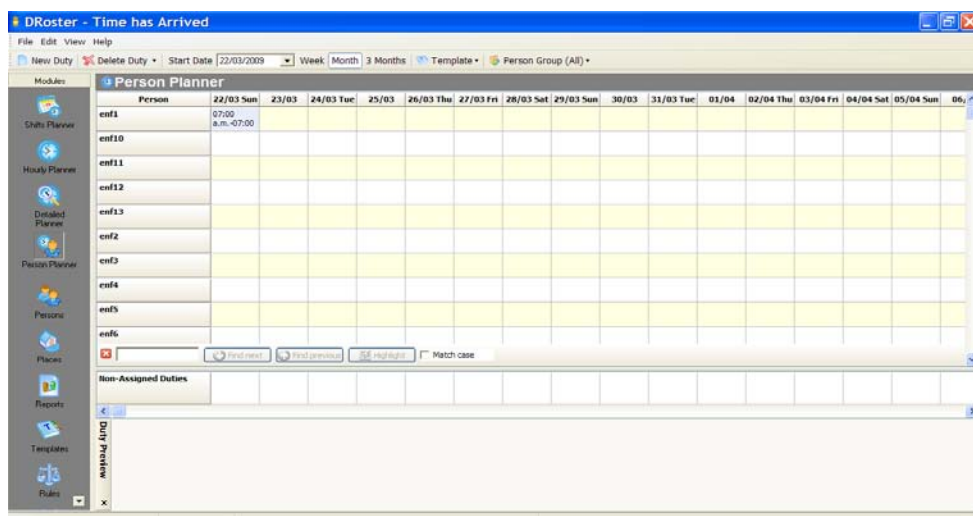 DRoster - Time has Arrived
File Edit View Help
New Duty Delete Duty Start Date 22/03/2009 Week Month 3 Months Template Person Group (All)
Modules
Person Planner
Person 22/03 Sun 23/03 24/03 Tue 25/03 26/03 Thu 27/03 Fri 28/03 Sat 29/03 Sun 30/03 31/03 Tue 01/04 02/04 Thu 03/04 Fri 04/04 Sat 05/04 Sun 06/
Shifts Planner
Hourly Planner
Detailed
Planner
Person Planner
Persons
Places
Reports
Templates
Rules
enf1 07:00
a.m.-07:00
enf10
enf11
enf12
enf13
enf2
enf3
enf4
enf5
enf6
Find next Find previous Highlight Match case
Non-Assigned Duties
Duty Preview